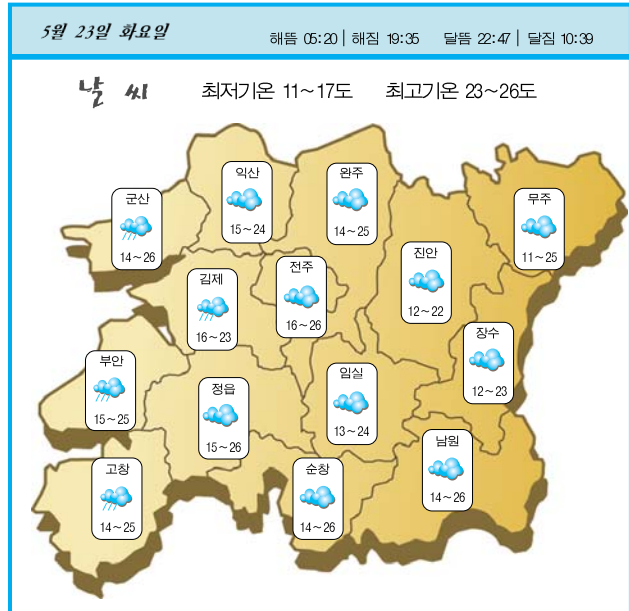 5월 23일 화요일
해뜸 05:20 | 해짐 19:35 달뜸 22:47 | 달짐 10:39
날 씨 최저기온 11~17도 최고기온 23~26도
익산
15~24
완주
14~25
군산
14~26
무주
11~25
진안
12~22
전주
16~26
김제
16~23
장수
12~23
부안
15~25
임실
13~24
정읍
15~26
남원
14~26
고창
14~25
순창
14~26